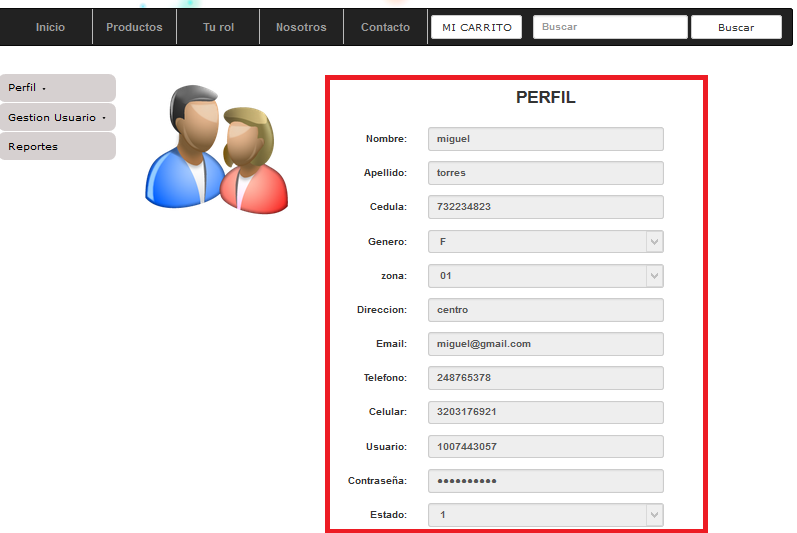 Inicio Productos Tu rol Nosotros Contacto MI CARRITO Buscar Buscar
Perfil
Gestion Usuario
Reportes
PERFIL
Nombre: miguel
Apellido: torres
Cedula: 732234823
Genero: F
zona: 01
Direccion: centro
Email: miguel@gmail.com
Telefono: 248765378
Celular: 3203176921
Usuario: 1007443057
Contraseña: ●●●●●●●●●●
Estado: 1